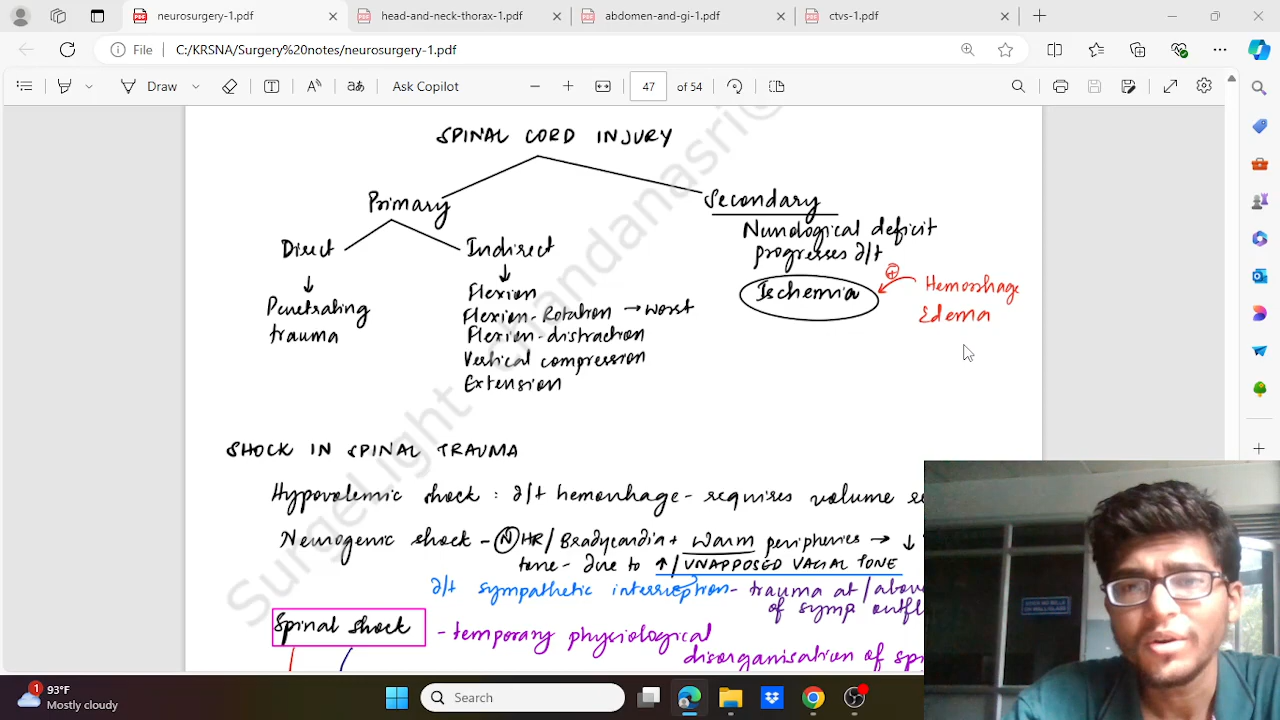 neurosurgery-1.pdf
head-and-neck-thorax-1.pdf
abdomen-and-gi-1.pdf
ctvs-1.pdf
File C:/KRSNA/Surgery%20notes/neurosurgery-1.pdf
Draw
Ask Copilot
47 of 54
SPINAL CORD INJURY
Primary
Secondary
Direct
Indirect
Penetrating
trauma
Flexion
Flexion-Rotation → worst
Flexion-distraction
Vertical compression
Extension
Nurological deficit
progresses d/t
Ischemia
+ Hemorrhage
Edema
SurgeLight chandanasri@
SHOCK IN SPINAL TRAUMA
Hypovolemic shock : d/t hemorrhage - requires volume
Neurogenic shock - N HR/Bradycardia + warm peripheries → ↓
tone - due to ↑/UNAPPOSED VAGAL TONE
d/t sympathetic interruption - trauma at/above
of symp outfl
Spinal shock - temporary physiological
disorganisation of sp
1
93°F
Mostly cloudy
Search